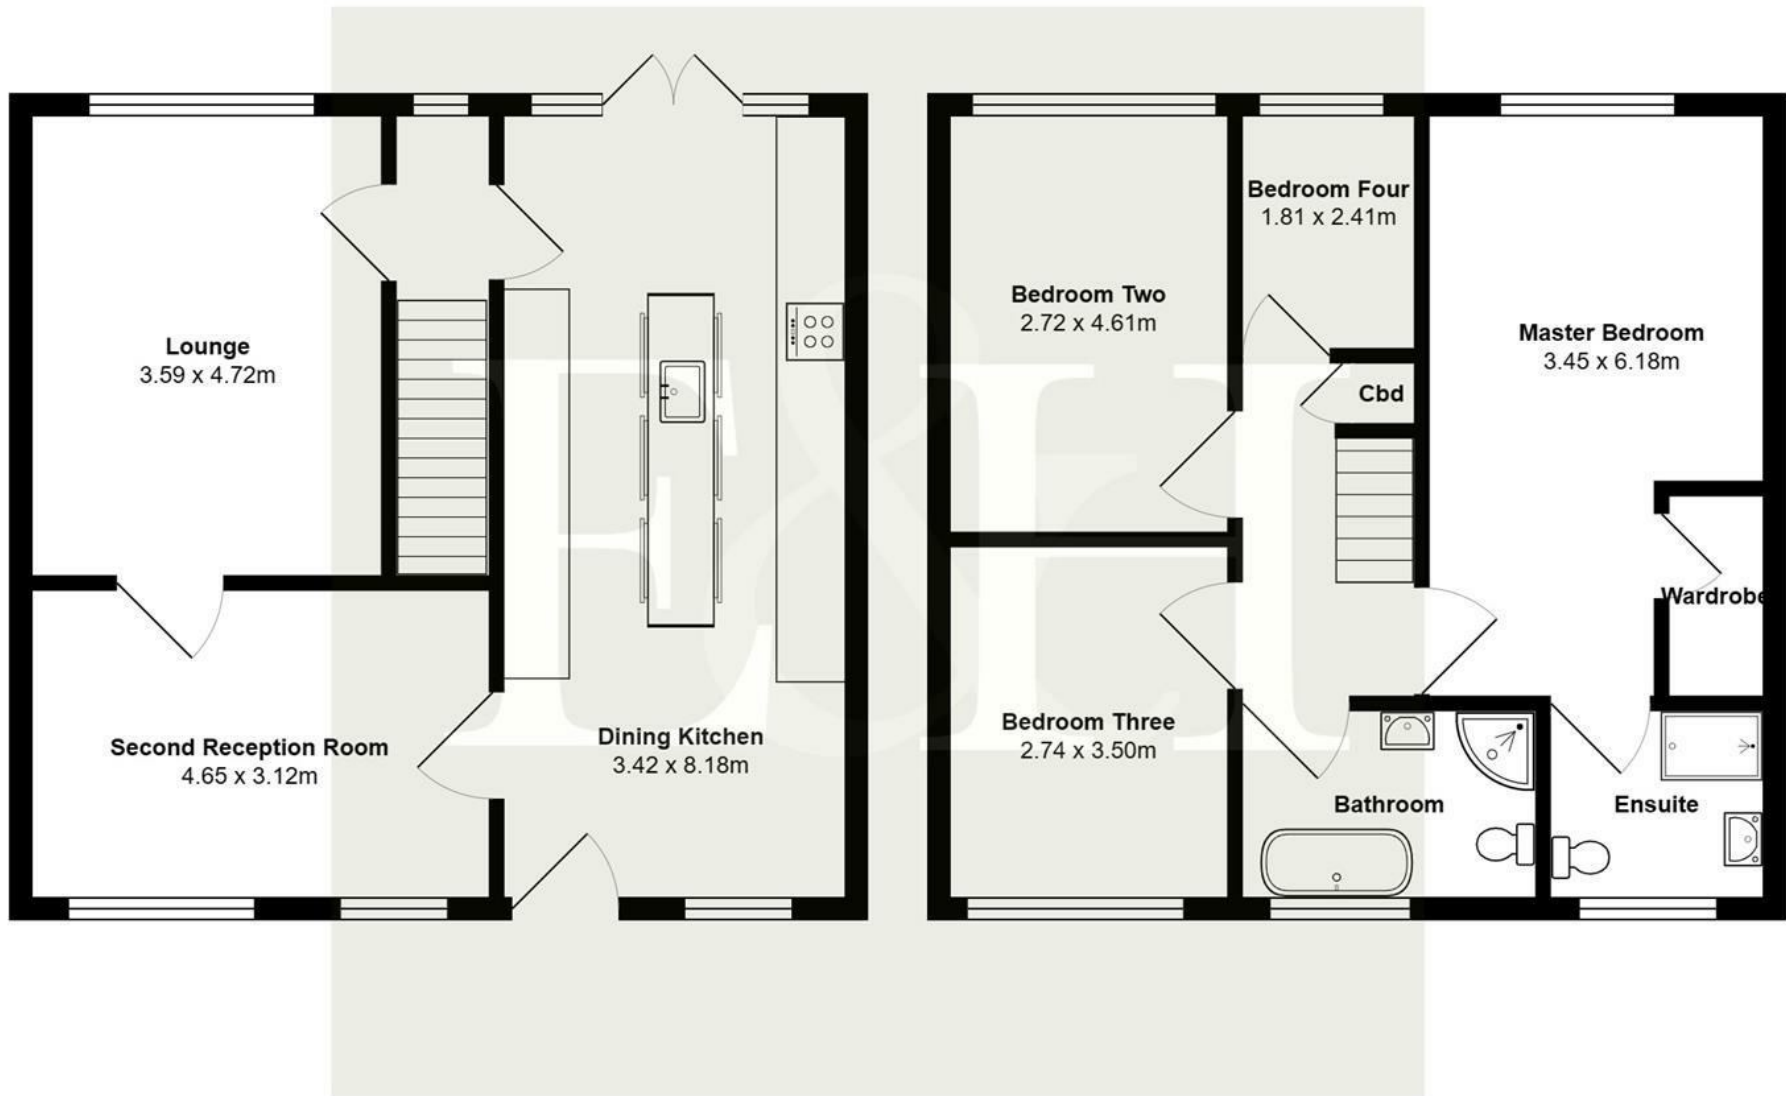 Lounge
3.59 x 4.72m
Second Reception Room
4.65 x 3.12m
Dining Kitchen
3.42 x 8.18m
Bedroom Two
2.72 x 4.61m
Bedroom Four
1.81 x 2.41m
Cbd
Master Bedroom
3.45 x 6.18m
Wardrobe
Bedroom Three
2.74 x 3.50m
Bathroom
Ensuite
E&H